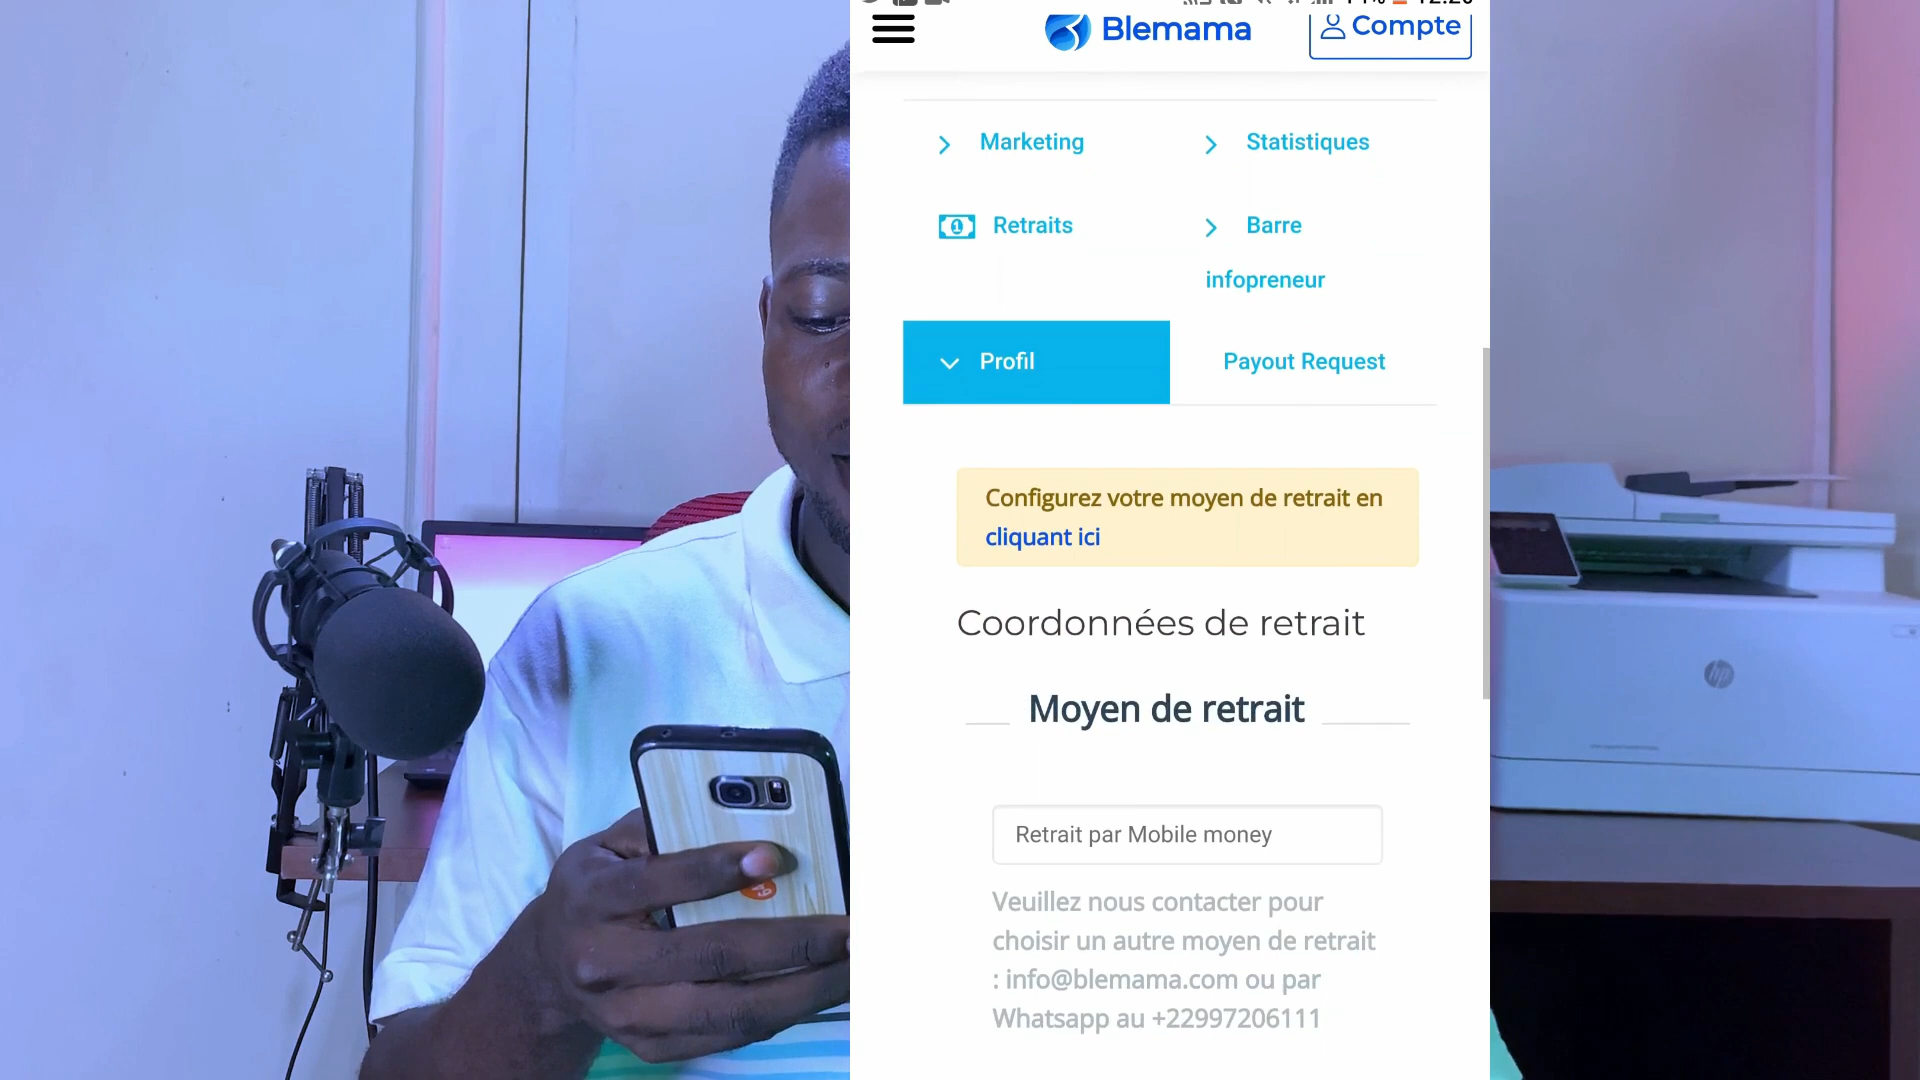 Blemama
Compte
Marketing
Statistiques
Retraits
Barre
infopreneur
Profil
Payout Request
Configurez votre moyen de retrait en
cliquant ici
Coordonnées de retrait
Moyen de retrait
Retrait par Mobile money
Veuillez nous contacter pour
choisir un autre moyen de retrait
: info@blemama.com ou par
Whatsapp au +22997206111
hp